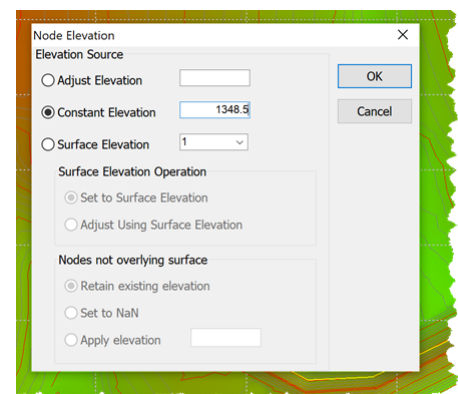 Node Elevation
Elevation Source
Adjust Elevation
OK
Constant Elevation 1348.5
Cancel
Surface Elevation 1
Surface Elevation Operation
Set to Surface Elevation
Adjust Using Surface Elevation
Nodes not overlying surface
Retain existing elevation
Set to NaN
Apply elevation